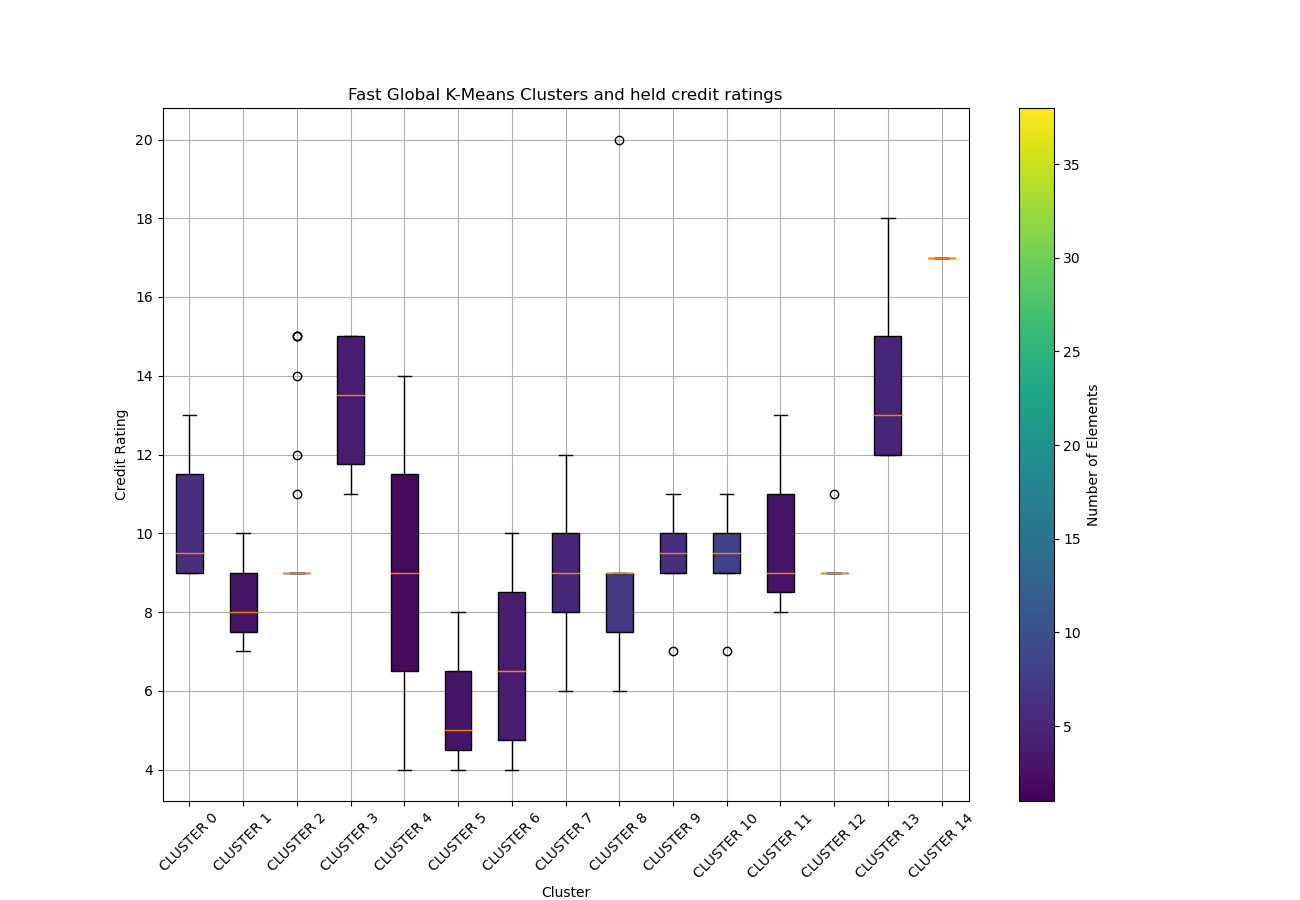 Fast Global K-Means Clusters and held credit ratings
Credit Rating
20
18
16
14
12
10
8
6
4
CLUSTER 0
CLUSTER 1
CLUSTER 2
CLUSTER 3
CLUSTER 4
CLUSTER 5
CLUSTER 6
CLUSTER 7
CLUSTER 8
CLUSTER 9
CLUSTER 10
CLUSTER 11
CLUSTER 12
CLUSTER 13
CLUSTER 14
Cluster
35
30
25
20
15
10
5
Number of Elements